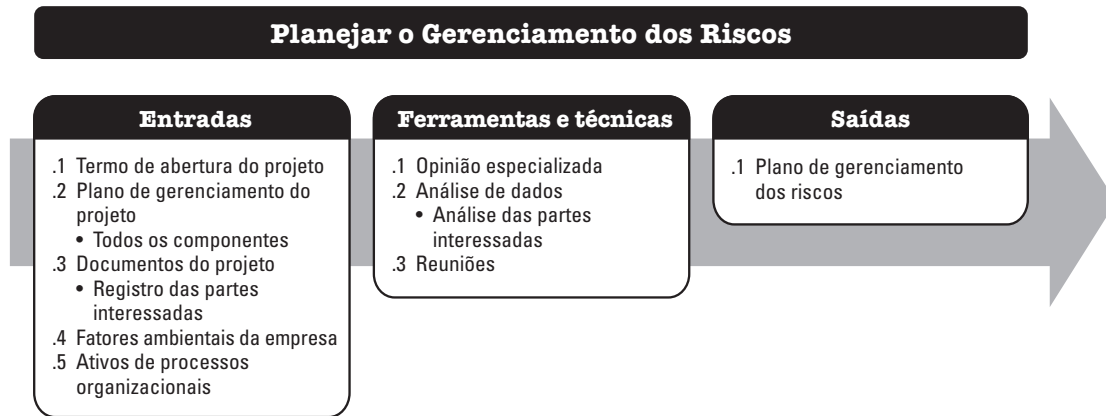 Planejar o Gerenciamento dos Riscos
Entradas
.1 Termo de abertura do projeto
.2 Plano de gerenciamento do
projeto
• Todos os componentes
.3 Documentos do projeto
• Registro das partes
interessadas
.4 Fatores ambientais da empresa
.5 Ativos de processos
organizacionais
Ferramentas e técnicas
.1 Opinião especializada
.2 Análise de dados
• Análise das partes
interessadas
.3 Reuniões
Saídas
.1 Plano de gerenciamento
dos riscos